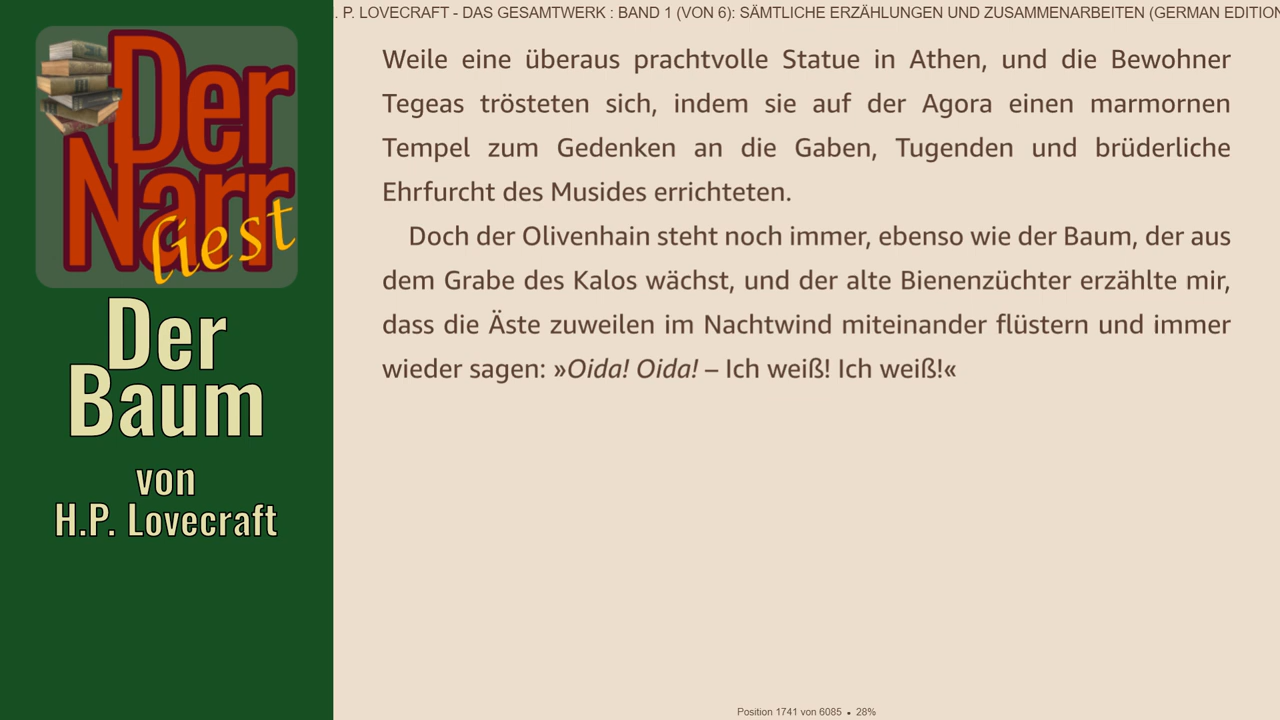 . P. LOVECRAFT - DAS GESAMTWERK : BAND 1 (VON 6): SÄMTLICHE ERZÄHLUNGEN UND ZUSAMMENARBEITEN (GERMAN EDITION
Der
Narr
liest
Der
Baum
von
H.P. Lovecraft
Weile eine überaus prachtvolle Statue in Athen, und die Bewohner
Tegeas trösteten sich, indem sie auf der Agora einen marmornen
Tempel zum Gedenken an die Gaben, Tugenden und brüderliche
Ehrfurcht des Musides errichteten.
Doch der Olivenhain steht noch immer, ebenso wie der Baum, der aus
dem Grabe des Kalos wächst, und der alte Bienenzüchter erzählte mir,
dass die Äste zuweilen im Nachtwind miteinander flüstern und immer
wieder sagen: »Oida! Oida! – Ich weiß! Ich weiß!«
Position 1741 von 6085 • 28%